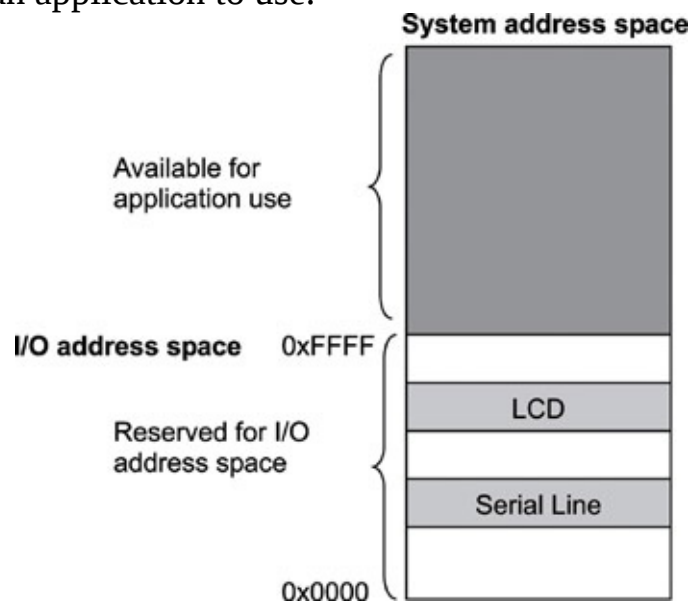 an application to use.
System address space
Available for
application use
I/O address space 0xFFFF
LCD
Reserved for I/O
address space
Serial Line
0x0000